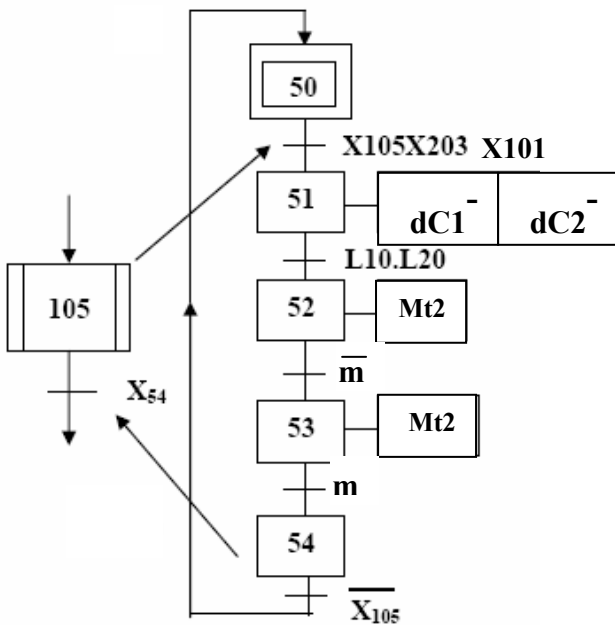 50
X105X203 X101
51
dC1⁻ dC2⁻
L10.L20
105
52
Mt2
m̅
X₅₄
53
Mt2
m
54
X̅₁₀₅